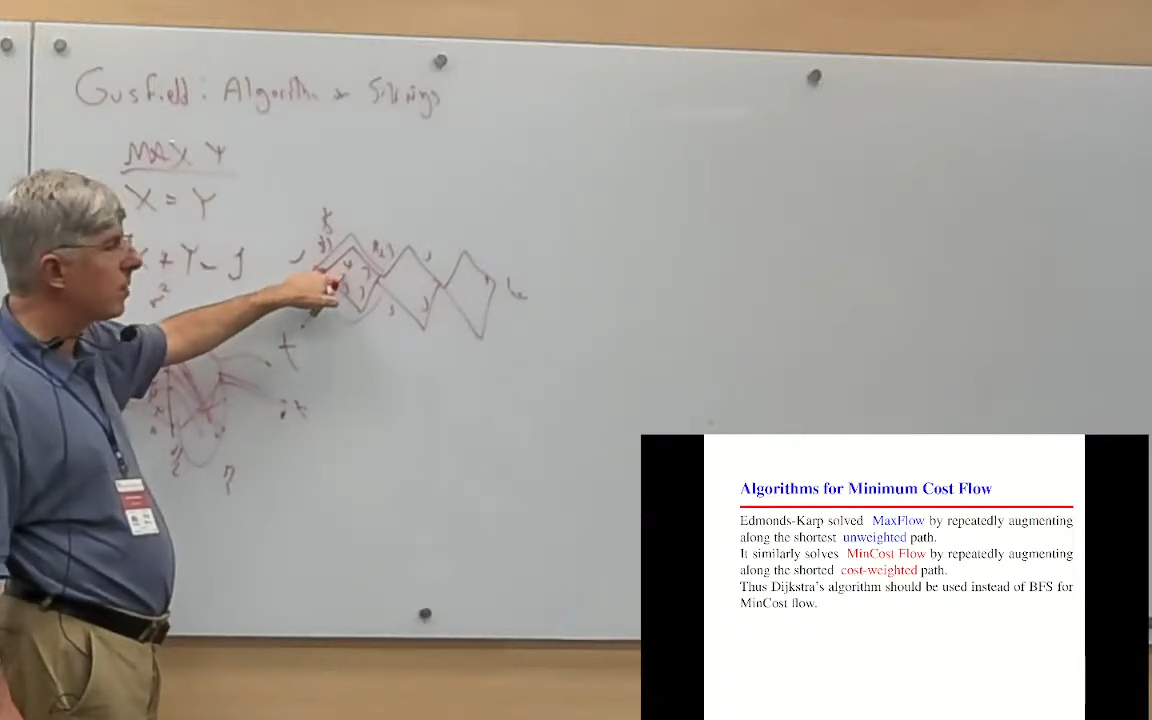 Gusfield: Algorithm on Strings
MAX Y
X = Y
+ Y -
t
Algorithms for Minimum Cost Flow
Edmonds-Karp solved MaxFlow by repeatedly augmenting
along the shortest unweighted path.
It similarly solves MinCost Flow by repeatedly augmenting
along the shorted cost-weighted path.
Thus Dijkstra's algorithm should be used instead of BFS for
MinCost flow.